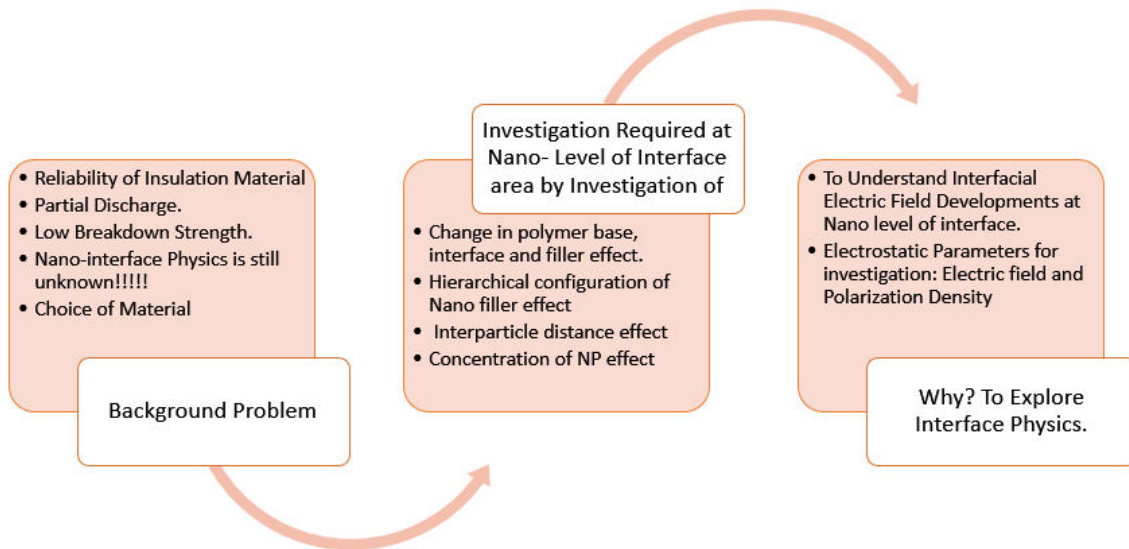 • Reliability of Insulation Material
• Partial Discharge.
• Low Breakdown Strength.
• Nano-interface Physics is still
unknown!!!!!
• Choice of Material
Background Problem
Investigation Required at
Nano- Level of Interface
area by Investigation of
• Change in polymer base,
interface and filler effect.
• Hierarchical configuration of
Nano filler effect
• Interparticle distance effect
• Concentration of NP effect
• To Understand Interfacial
Electric Field Developments at
Nano level of interface.
• Electrostatic Parameters for
investigation: Electric field and
Polarization Density
Why? To Explore
Interface Physics.